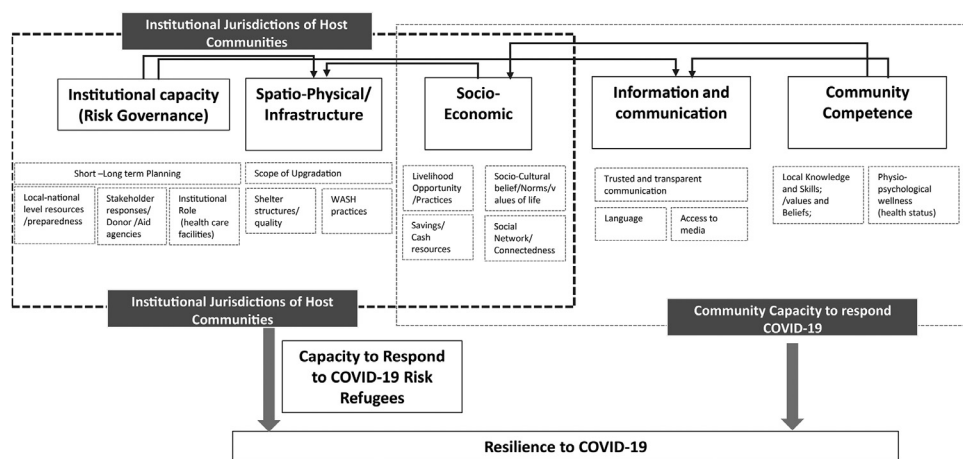 Institutional Jurisdictions of Host
Communities
Institutional capacity
(Risk Governance)
Spatio-Physical/
Infrastructure
Socio-
Economic
Information and
communication
Community
Competence
Short –Long term Planning
Local-national
level resources
/preparedness
Stakeholder
responses/
Donor /Aid
agencies
Institutional
Role
(health care
facilities)
Scope of Upgradation
Shelter
structures/
quality
WASH
practices
Livelihood
Opportunity
/Practices
Socio-Cultural
belief/Norms/v
alues of life
Savings/
Cash
resources
Social
Network/
Connectedness
Trusted and transparent
communication
Language
Access to
media
Local Knowledge
and Skills;
/values and
Beliefs;
Physio-
psychological
wellness
(health status)
Institutional Jurisdictions of Host
Communities
Community Capacity to respond
COVID-19
Capacity to Respond
to COVID-19 Risk
Refugees
Resilience to COVID-19